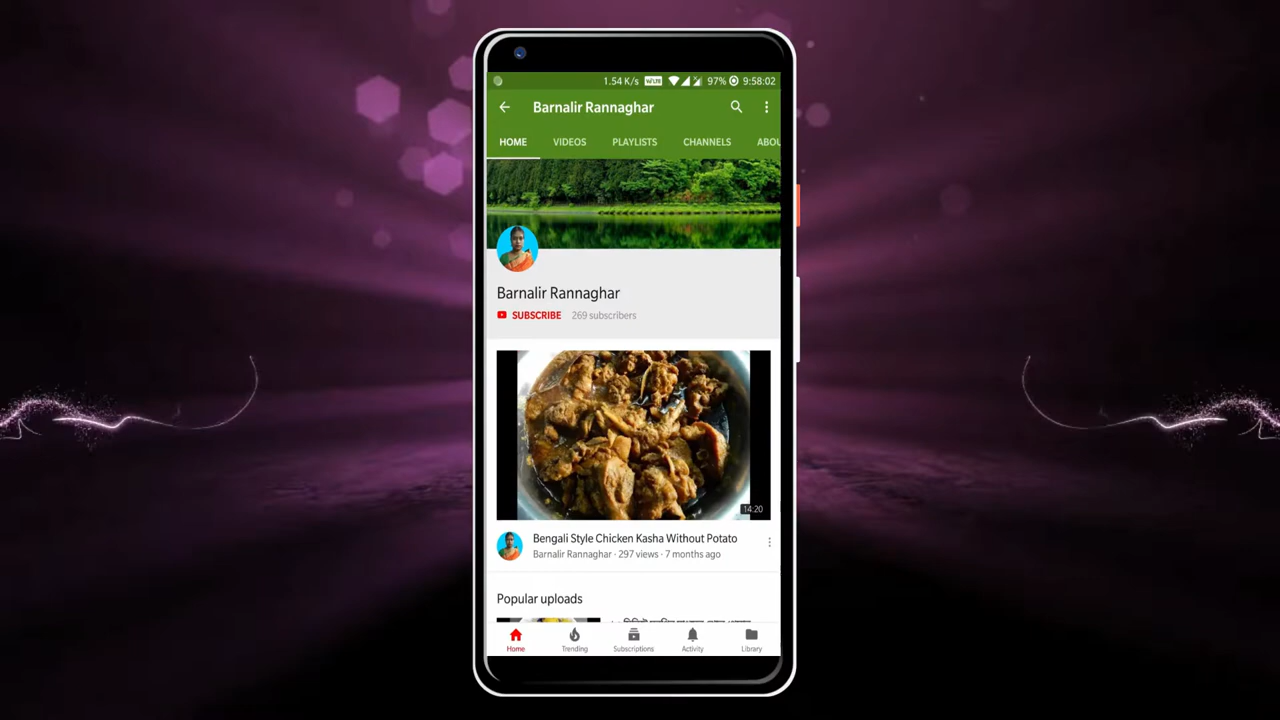 1.54 K/s VoLTE 97% 9:58:02
Barnalir Rannaghar
HOME VIDEOS PLAYLISTS CHANNELS ABOU
Barnalir Rannaghar
SUBSCRIBE 269 subscribers
14:20
Bengali Style Chicken Kasha Without Potato
Barnalir Rannaghar · 297 views · 7 months ago
Popular uploads
Home Trending Subscriptions Activity Library